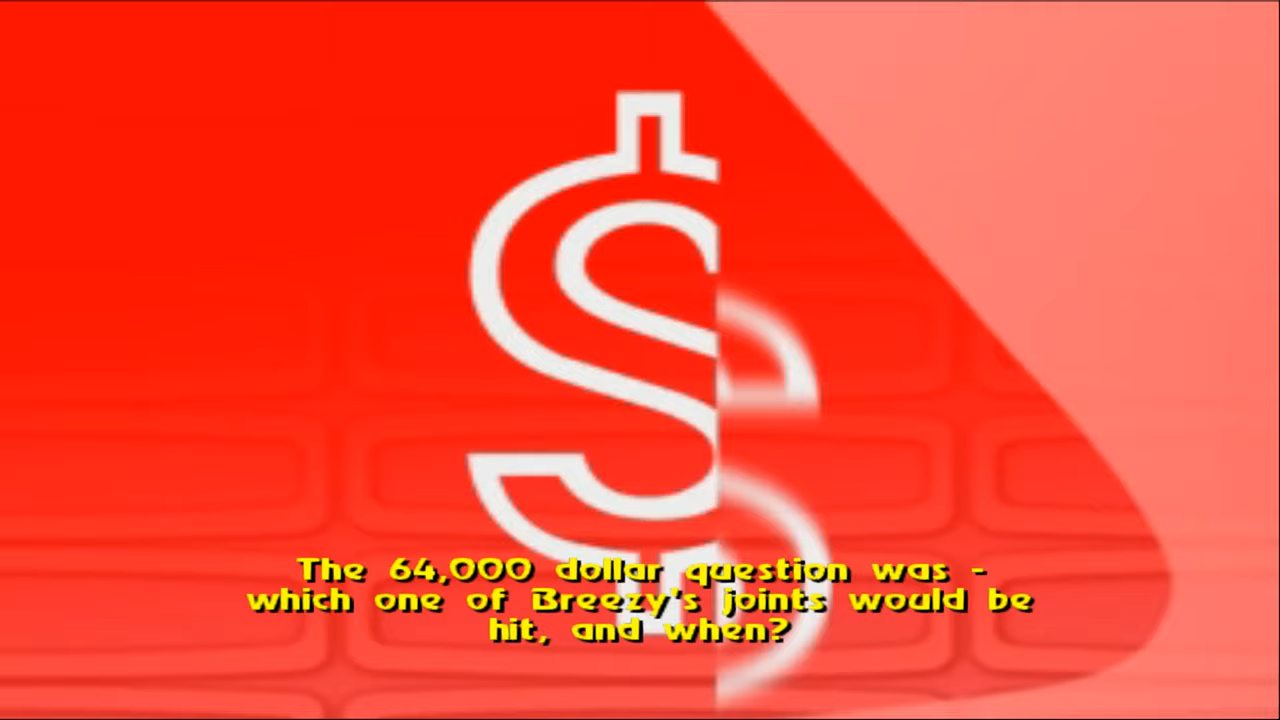 $
The 64,000 dollar question was -
which one of Breezy's joints would be
hit, and when?